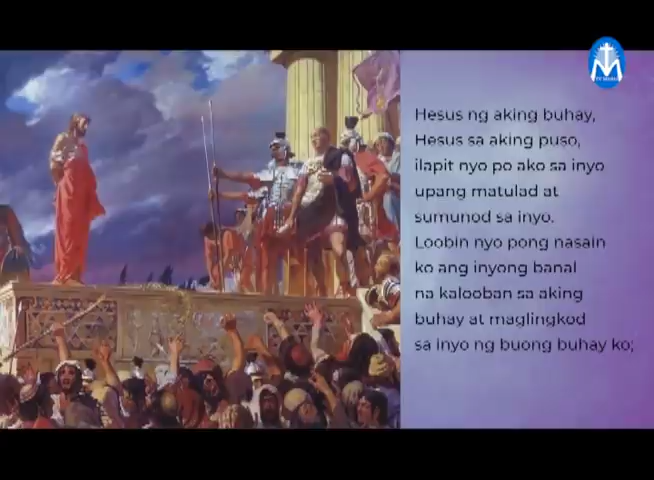 Hesus ng aking buhay,
Hesus sa aking puso,
ilapit nyo po ako sa inyo
upang matulad at
sumunod sa inyo.
Loobin nyo pong nasain
ko ang inyong banal
na kalooban sa aking
buhay at maglingkod
sa inyo ng buong buhay ko;